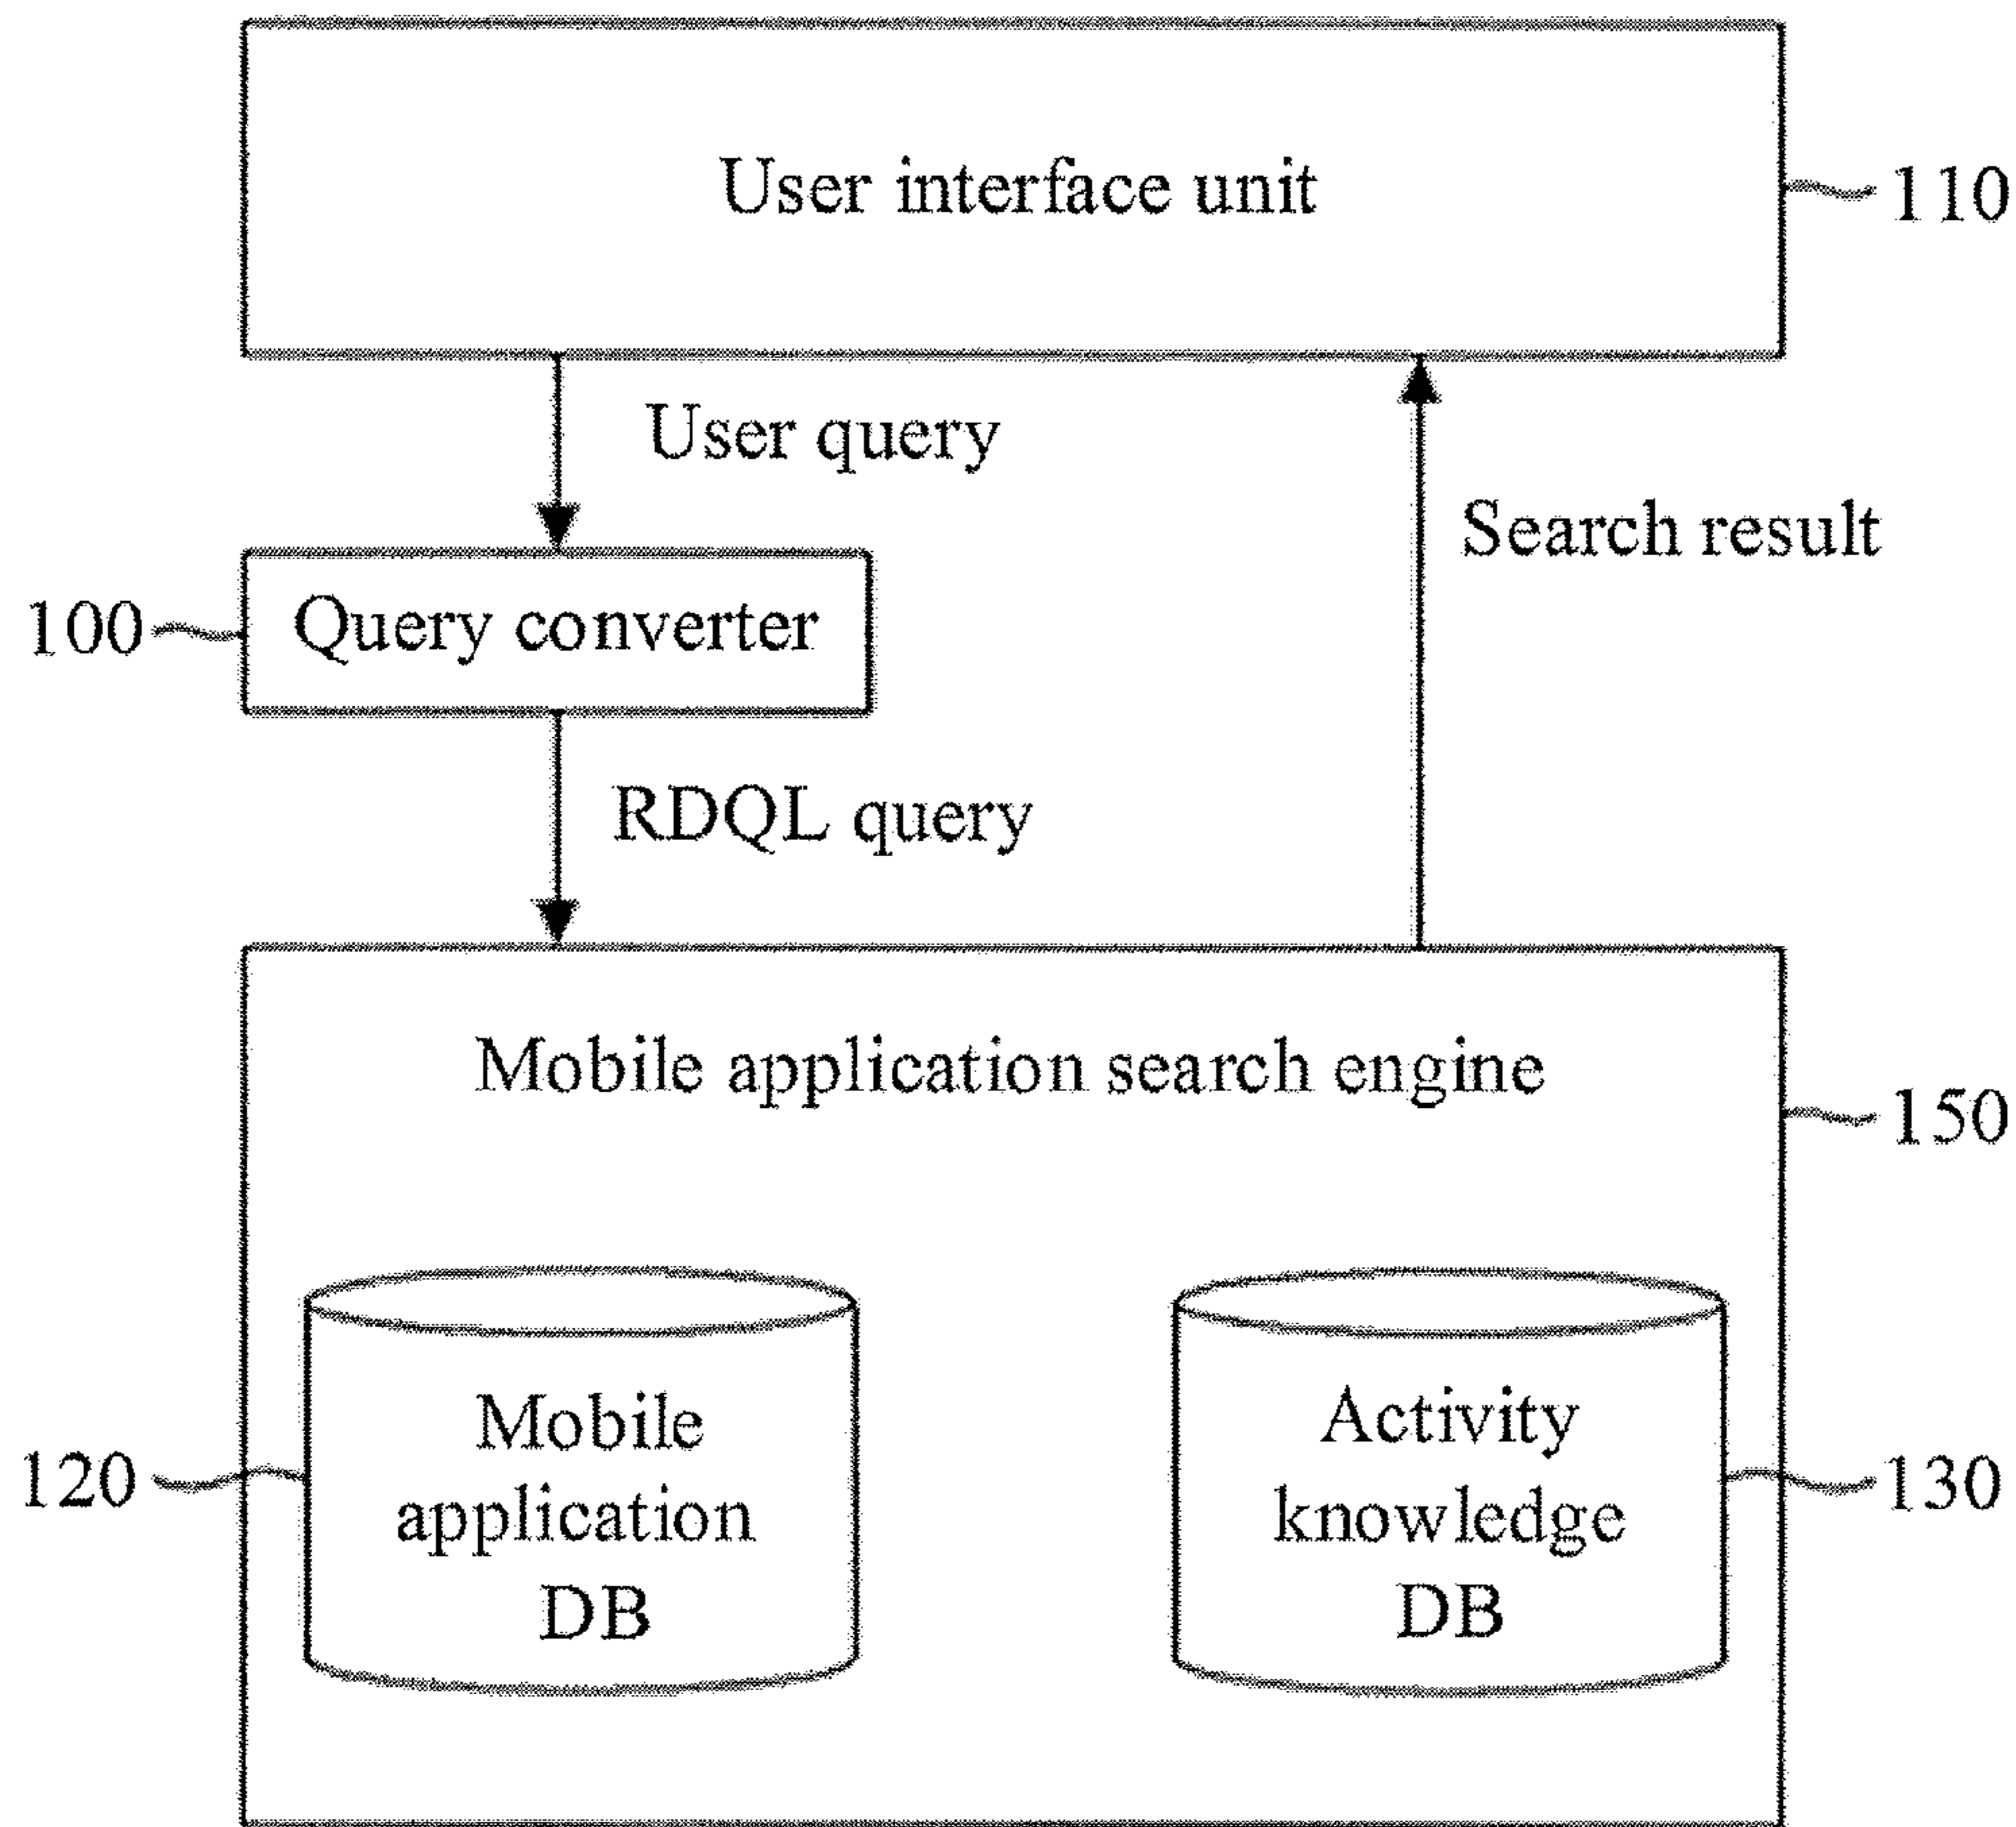 User interface unit
110
User query
Search result
100
Query converter
RDQL query
Mobile application search engine
150
Mobile
application
DB
120
Activity
knowledge
DB
130